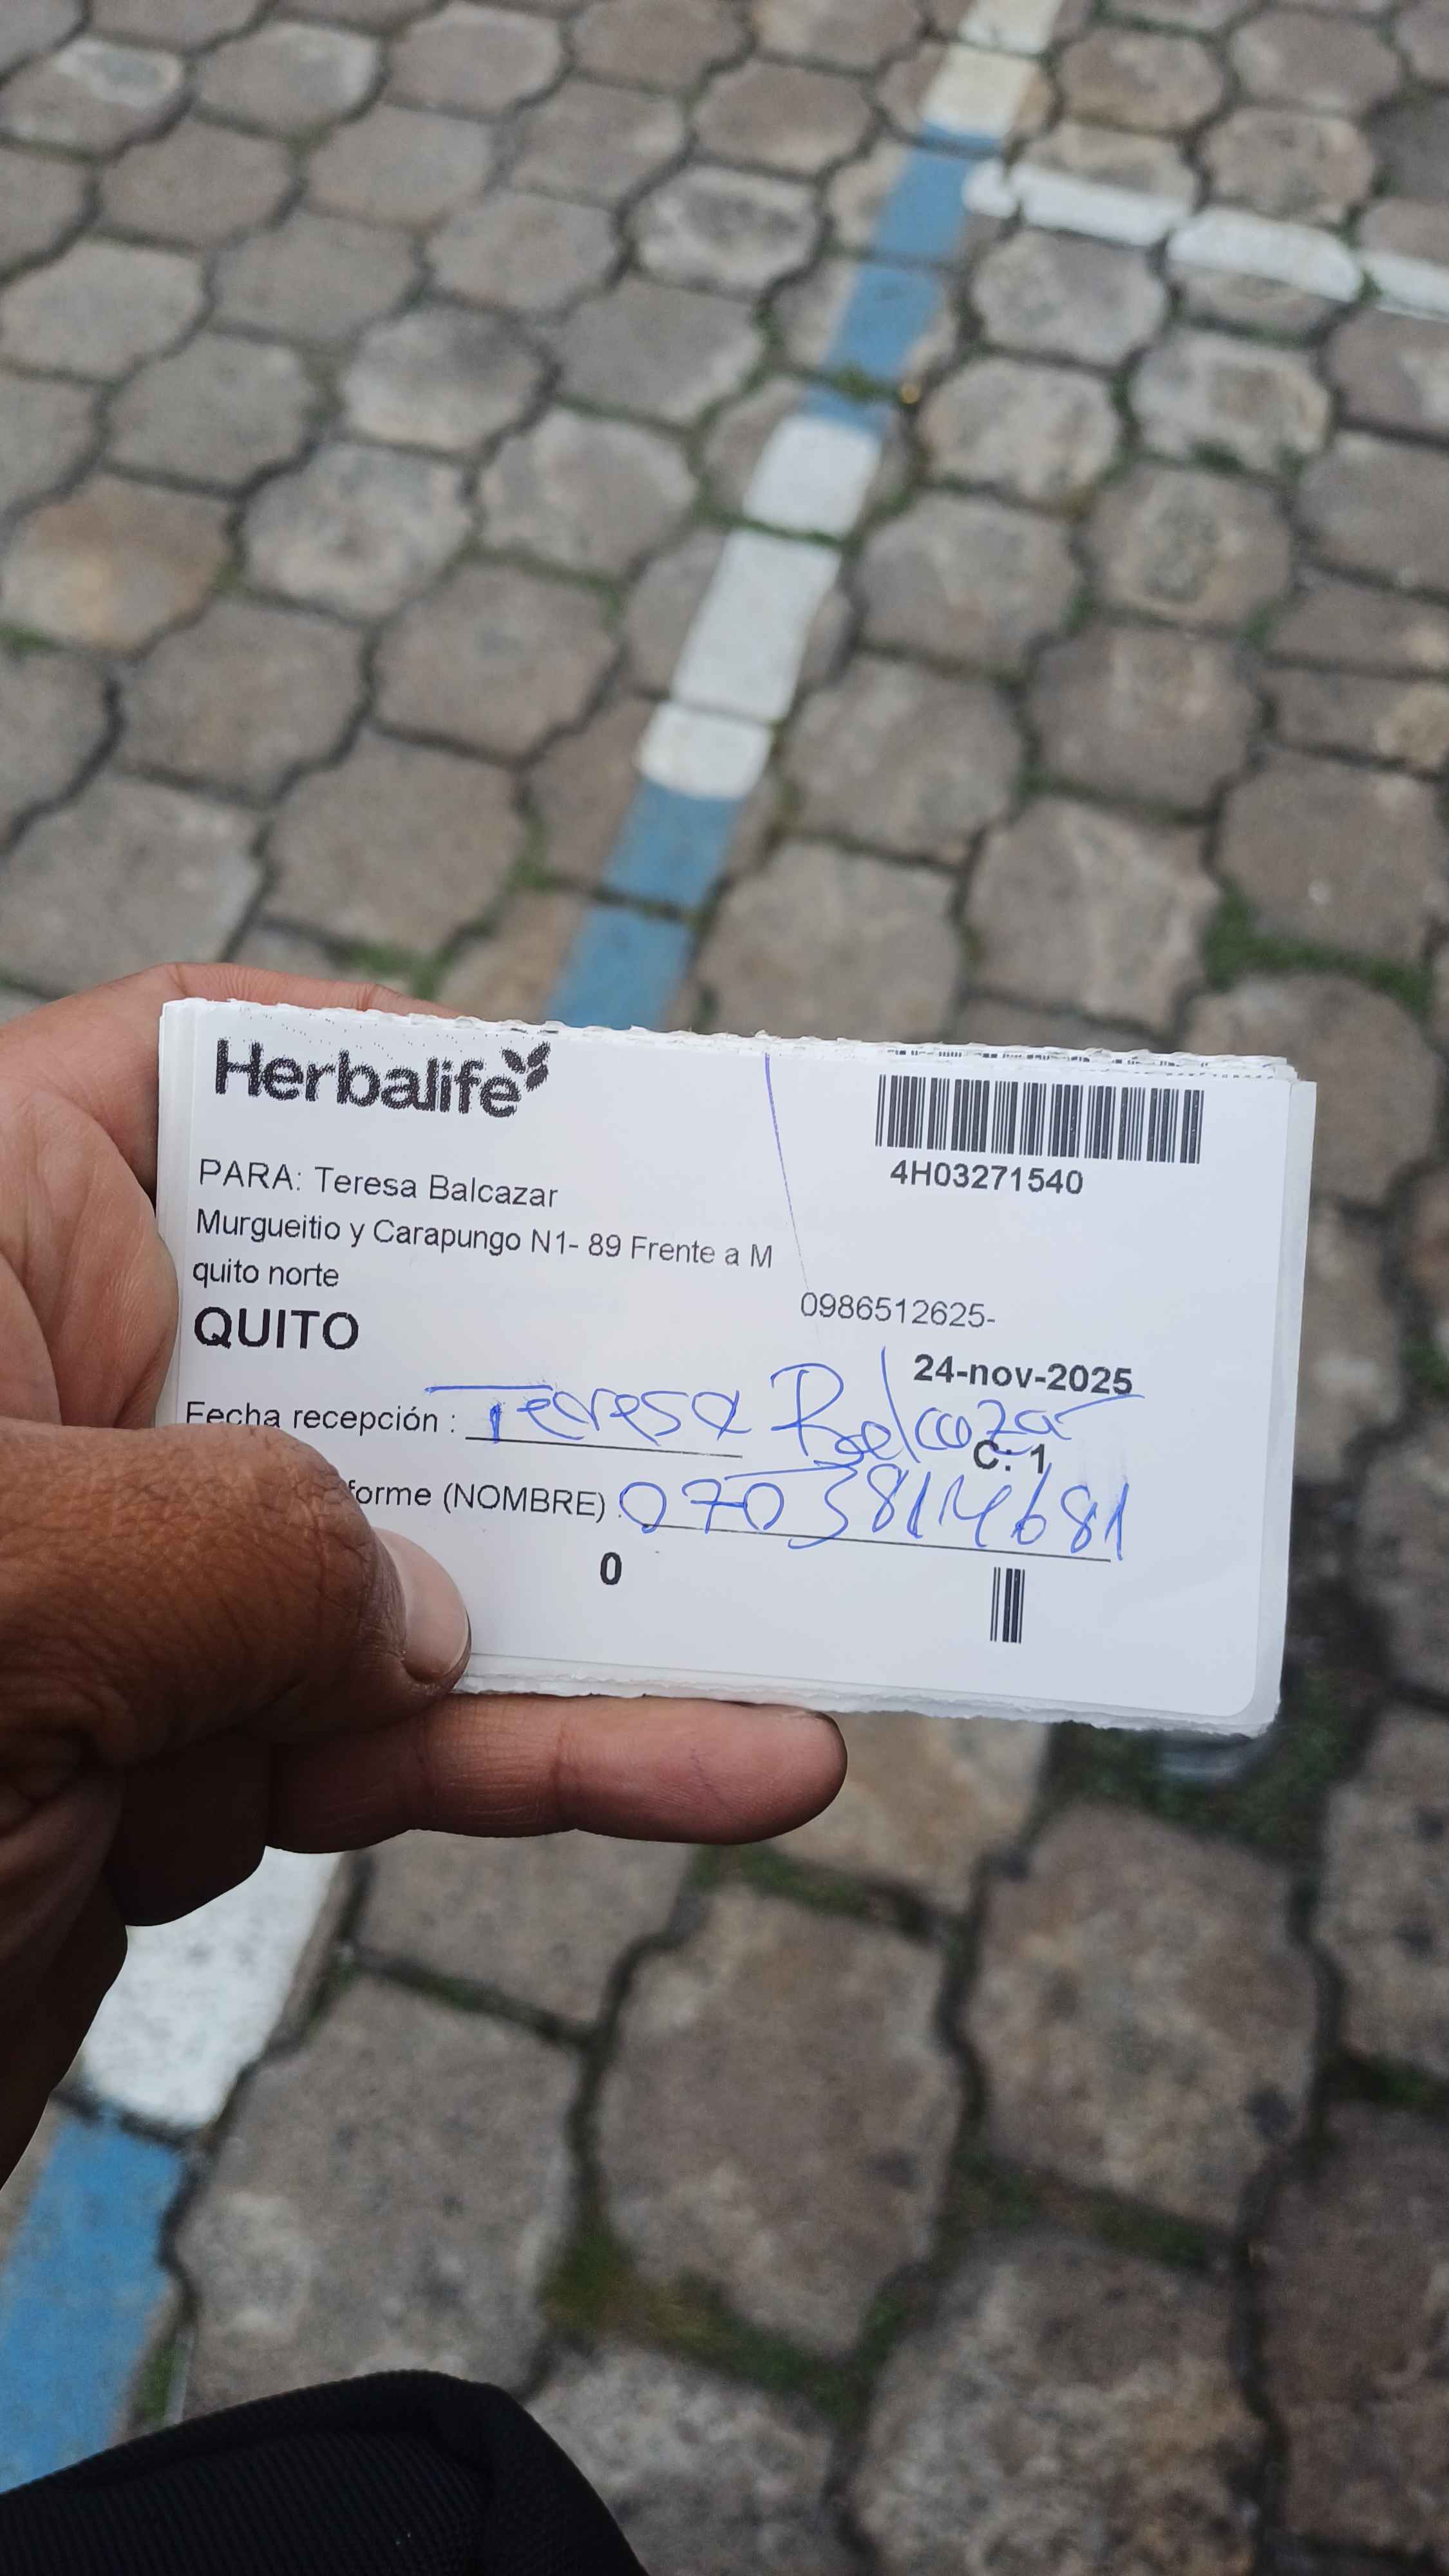 Herbalife
4H03271540
PARA: Teresa Balcazar
Murgueitio y Carapungo N1- 89 Frente a M
quito norte
0986512625-
QUITO
24-nov-2025
Fecha recepción : Teresa Balcazar
C: 1
forme (NOMBRE) : 0703814681
0